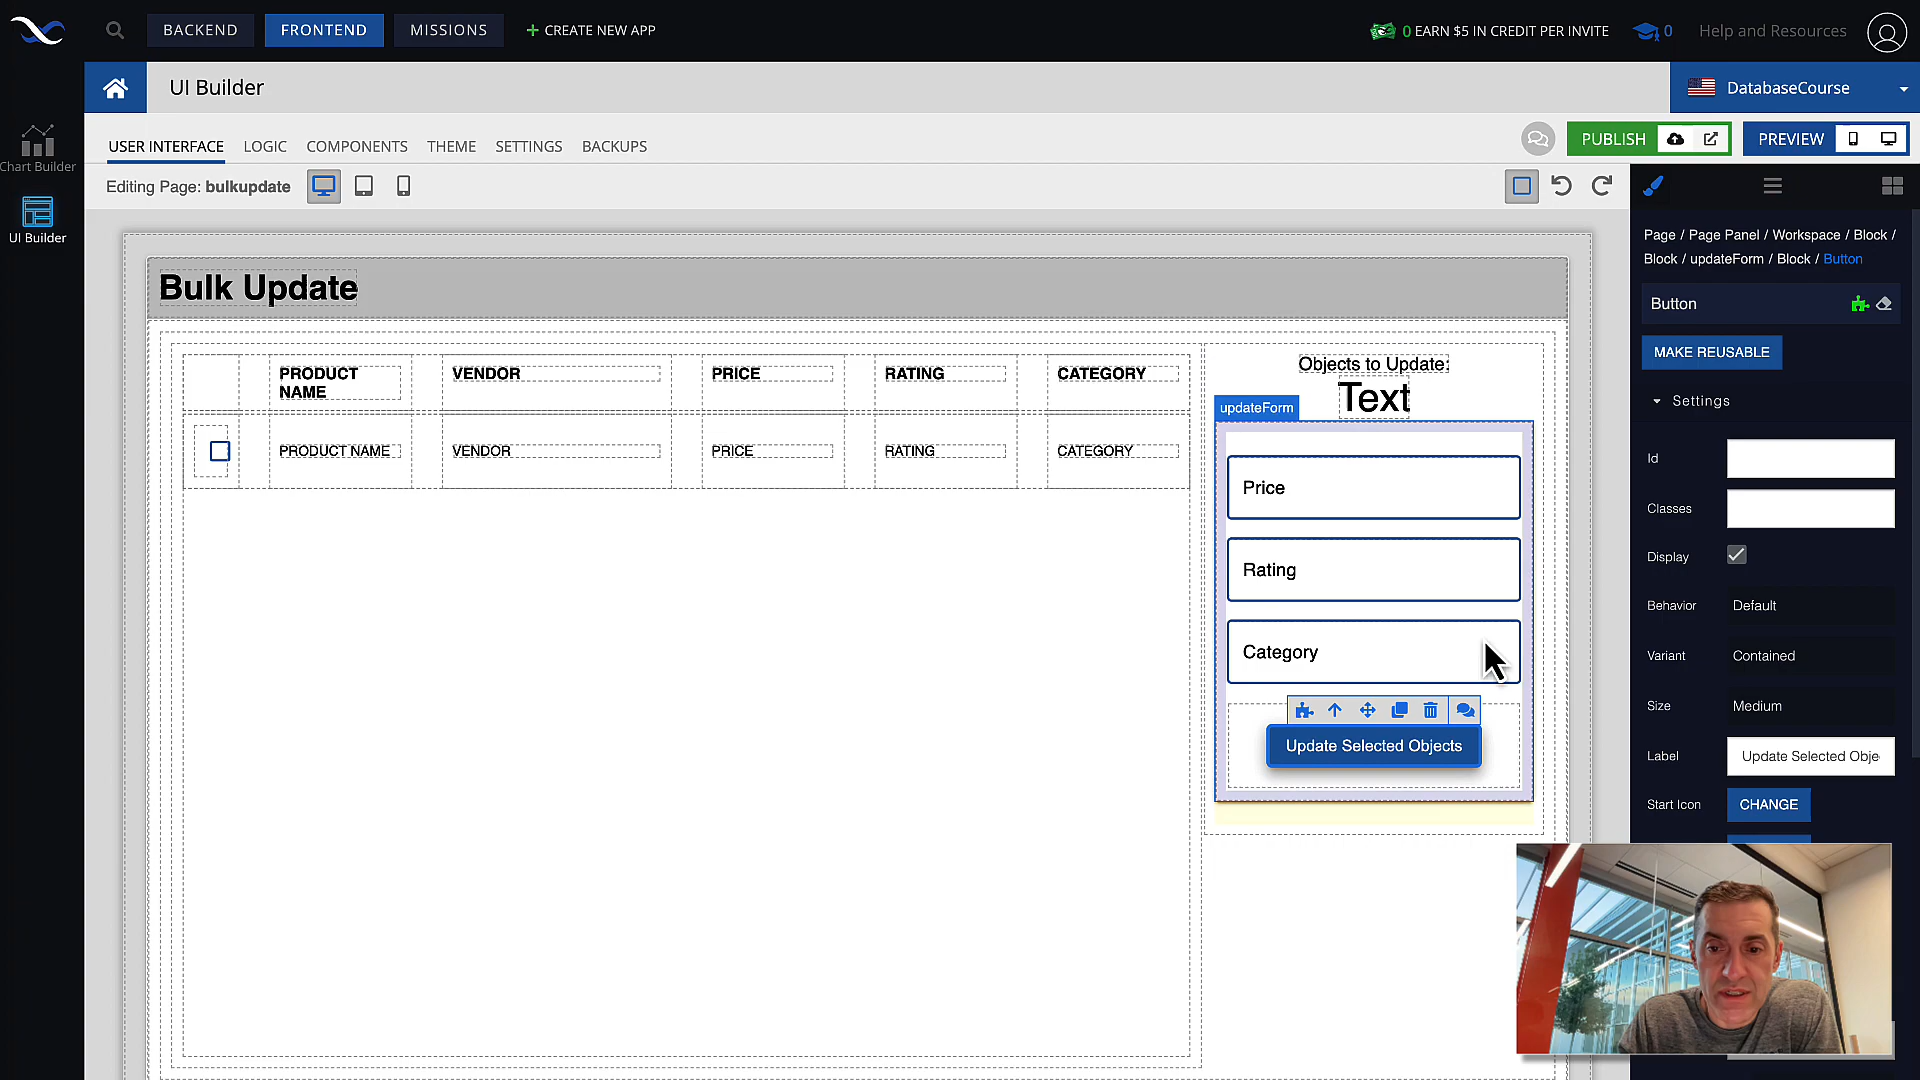 BACKEND
FRONTEND
MISSIONS
+ CREATE NEW APP
0 EARN $5 IN CREDIT PER INVITE
0
Help and Resources
UI Builder
DatabaseCourse
Chart Builder
UI Builder
USER INTERFACE
LOGIC
COMPONENTS
THEME
SETTINGS
BACKUPS
PUBLISH
PREVIEW
Editing Page: bulkupdate
Page / Page Panel / Workspace / Block /
Block / updateForm / Block / Button
Button
MAKE REUSABLE
Settings
Id
Classes
Display
Behavior
Default
Variant
Contained
Size
Medium
Label
Update Selected Obje
Start Icon
CHANGE
Bulk Update
PRODUCT
NAME
VENDOR
PRICE
RATING
CATEGORY
PRODUCT NAME
VENDOR
PRICE
RATING
CATEGORY
Objects to Update:
Text
updateForm
Price
Rating
Category
Update Selected Objects